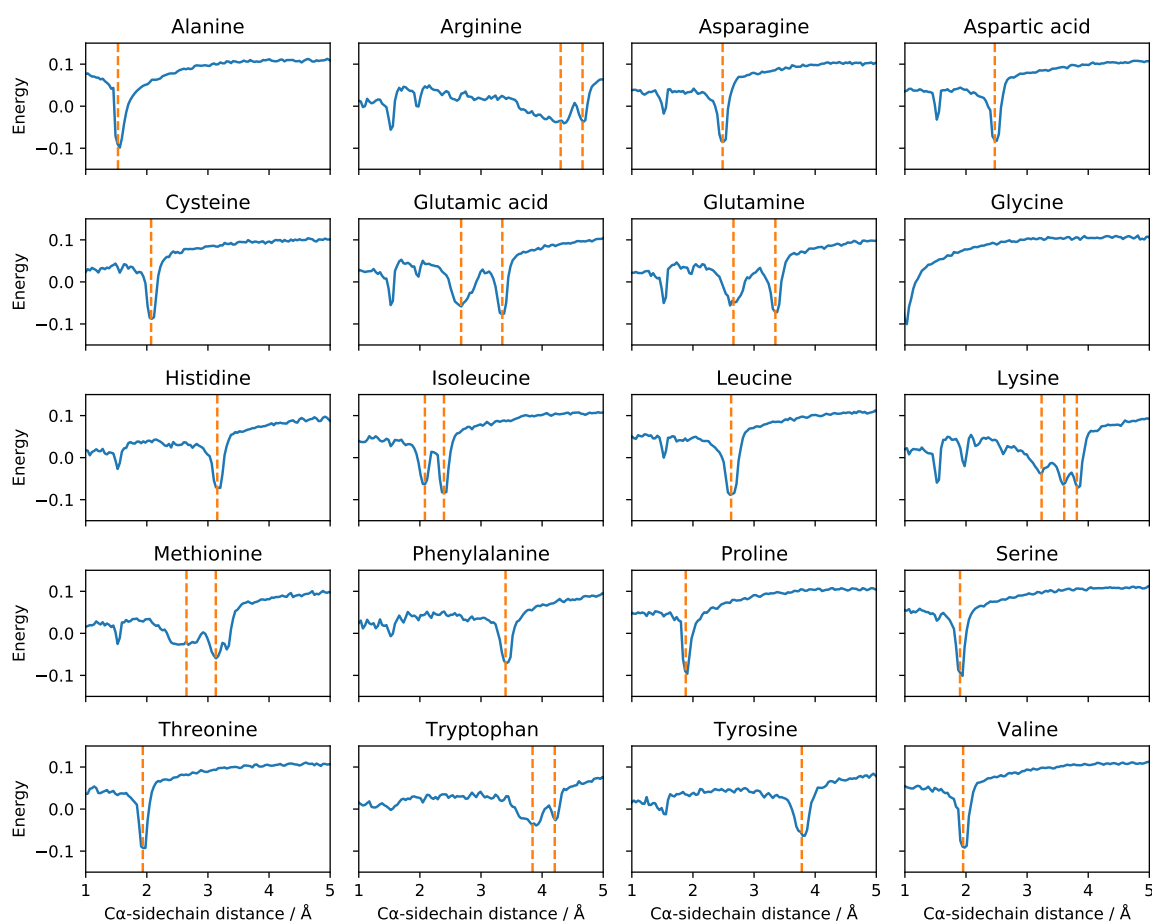 Alanine Arginine Asparagine Aspartic acid
Energy
0.1
0.0
−0.1
Cysteine Glutamic acid Glutamine Glycine
Energy
0.1
0.0
−0.1
Histidine Isoleucine Leucine Lysine
Energy
0.1
0.0
−0.1
Methionine Phenylalanine Proline Serine
Energy
0.1
0.0
−0.1
Threonine Tryptophan Tyrosine Valine
Energy
0.1
0.0
−0.1
1 2 3 4 5 1 2 3 4 5 1 2 3 4 5 1 2 3 4 5
Cα-sidechain distance / Å Cα-sidechain distance / Å Cα-sidechain distance / Å Cα-sidechain distance / Å